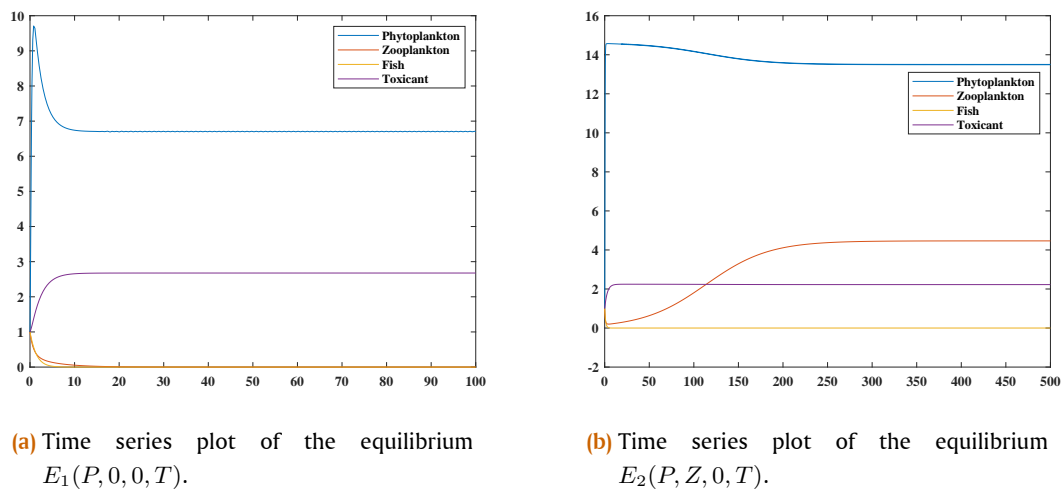 10
9
8
7
6
5
4
3
2
1
0
0 10 20 30 40 50 60 70 80 90 100
Phytoplankton
Zooplankton
Fish
Toxicant
(a) Time series plot of the equilibrium
E₁(P, 0, 0, T).
16
14
12
10
8
6
4
2
0
-2
0 50 100 150 200 250 300 350 400 450 500
Phytoplankton
Zooplankton
Fish
Toxicant
(b) Time series plot of the equilibrium
E₂(P, Z, 0, T).